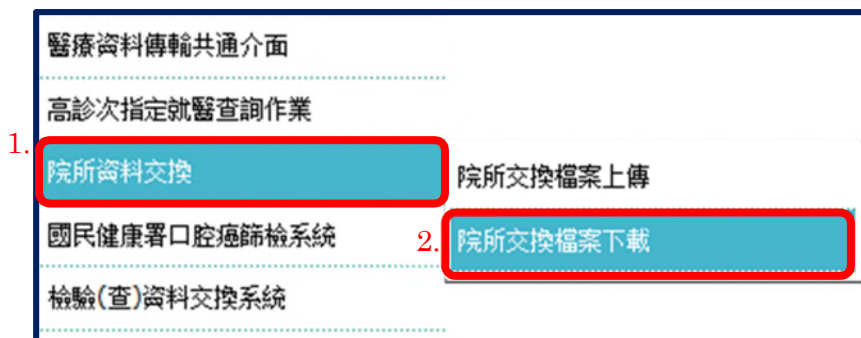 醫療資料傳輸共通介面
高診次指定就醫查詢作業
1.
院所資料交換
院所交換檔案上傳
國民健康署口腔癌篩檢系統
2.
院所交換檔案下載
檢驗(查)資料交換系統